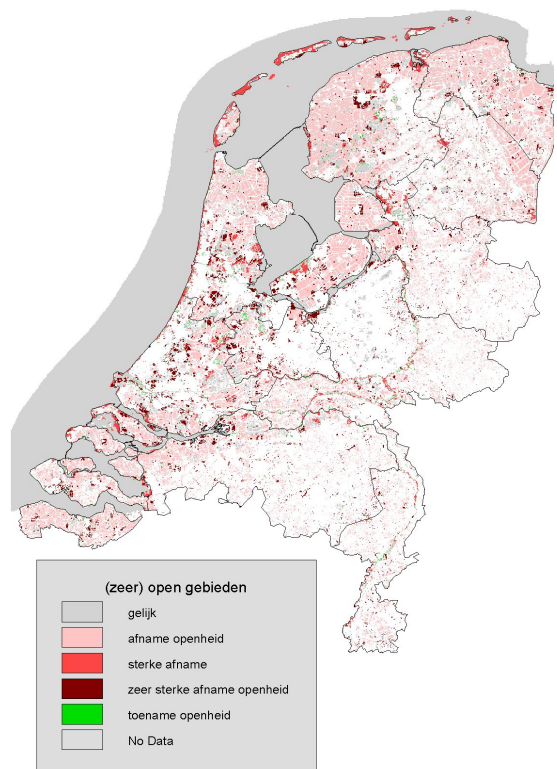 (zeer) open gebieden
gelijk
afname openheid
sterke afname
zeer sterke afname openheid
toename openheid
No Data